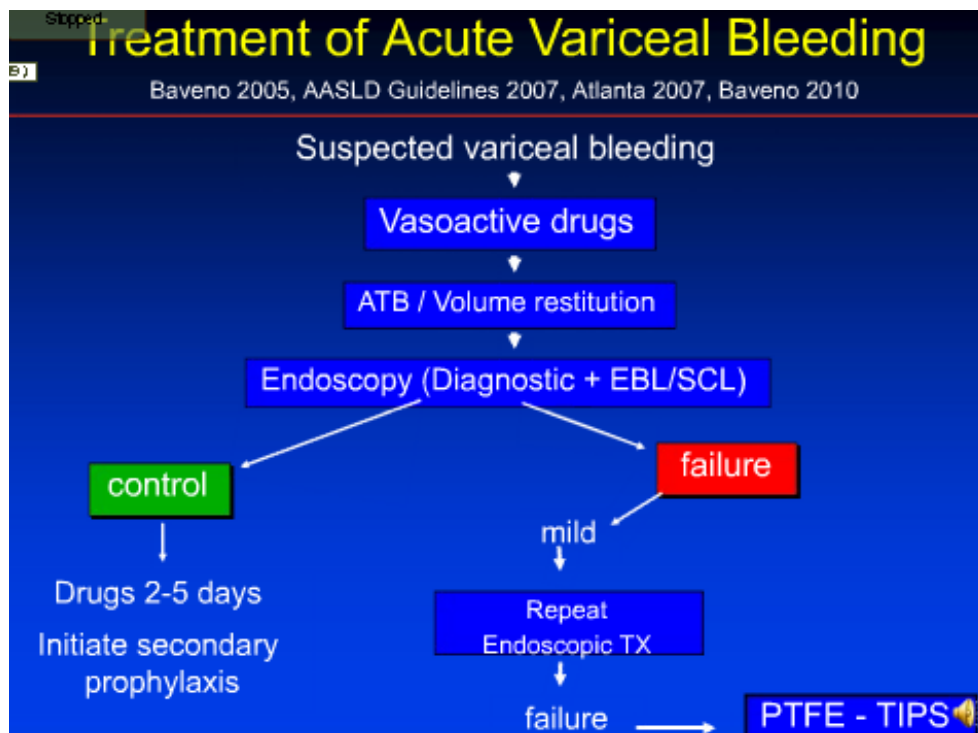 Stopped
Treatment of Acute Variceal Bleeding
9)
Baveno 2005, AASLD Guidelines 2007, Atlanta 2007, Baveno 2010
Suspected variceal bleeding
Vasoactive drugs
ATB / Volume restitution
Endoscopy (Diagnostic + EBL/SCL)
control
failure
mild
Drugs 2-5 days
Initiate secondary
prophylaxis
Repeat
Endoscopic TX
failure
PTFE - TIPS